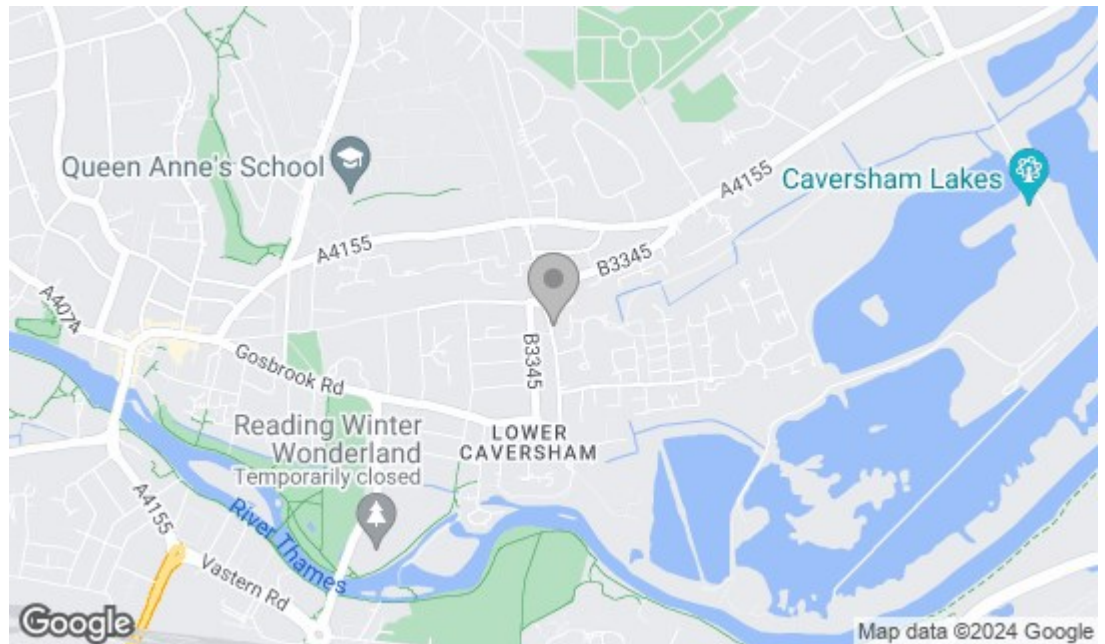 Queen Anne's School
Caversham Lakes
A4155
A4155
B3345
A4074
B3345
Gosbrook Rd
Reading Winter
Wonderland
Temporarily closed
LOWER
CAVERSHAM
A4155
River Thames
Vastern Rd
Google
Map data ©2024 Google